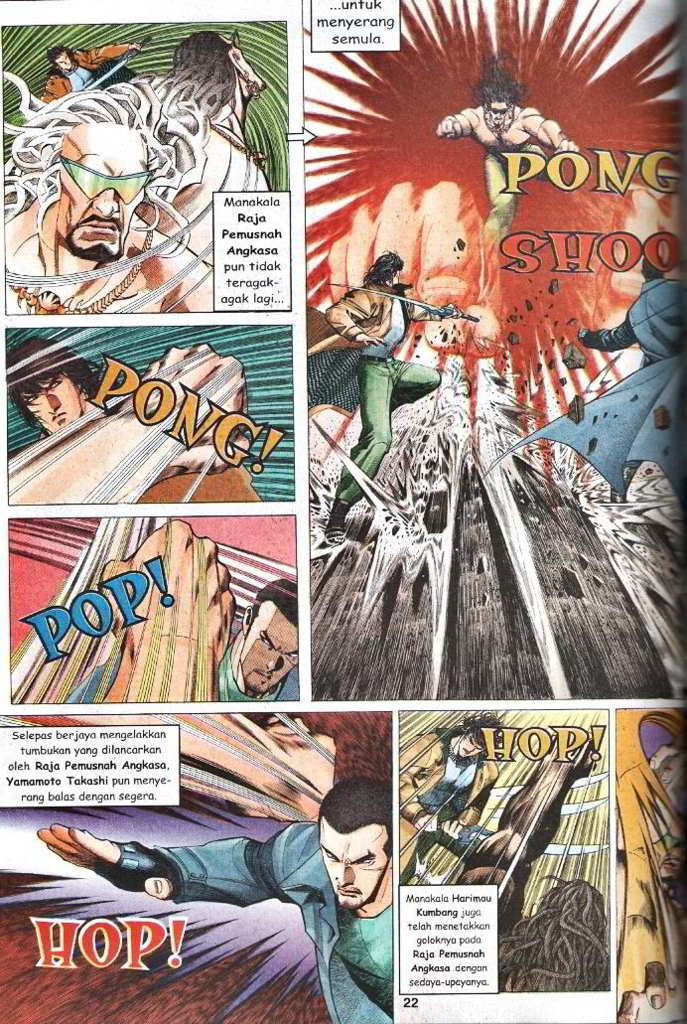 Manakala
Raja
Pemusnah
Angkasa
pun tidak
teragak-
agak lagi...
...untuk
menyerang
semula.
PONG
SHOO
PONG!
POP!
Selepas berjaya mengelakkan
tumbukan yang dilancarkan
oleh Raja Pemusnah Angkasa,
Yamamoto Takashi pun menye-
rang balas dengan segera.
HOP!
HOP!
Manakala Harimau
Kumbang juga
telah menetakkan
goloknya pada
Raja Pemusnah
Angkasa dengan
sedaya-upayanya.
22